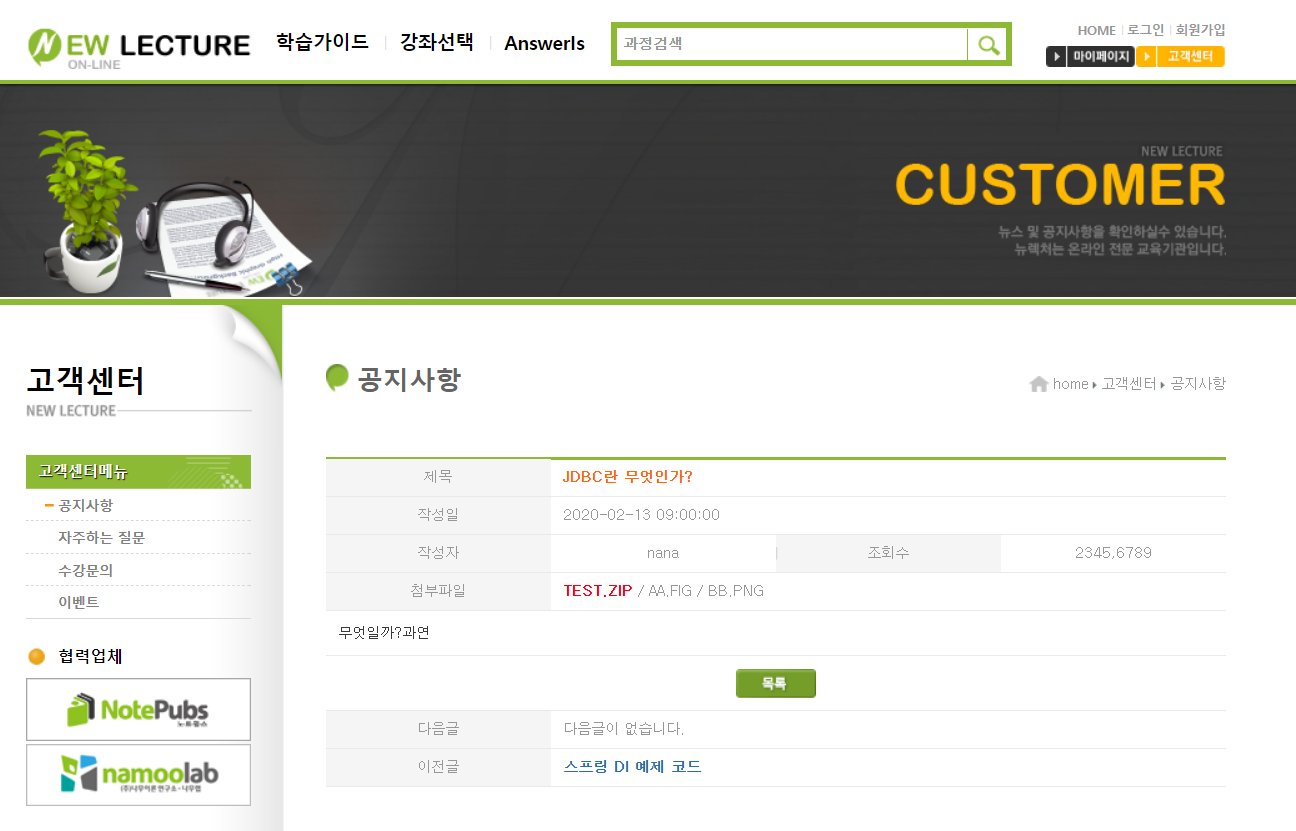 NEW LECTURE
ON-LINE
학습가이드
강좌선택
Answerls
과정검색
HOME 로그인 회원가입
마이페이지 고객센터
NEW LECTURE
CUSTOMER
뉴스 및 공지사항을 확인하실수 있습니다.
뉴렉처는 온라인 전문 교육기관입니다.
고객센터
NEW LECTURE
고객센터메뉴
공지사항
자주하는 질문
수강문의
이벤트
협력업체
NotePubs
노트펍스
namoolab
공지사항
home 고객센터 공지사항
제목 JDBC란 무엇인가?
작성일 2020-02-13 09:00:00
작성자 nana 조회수 2345,6789
첨부파일 TEST.ZIP / AA.FIG / BB.PNG
무엇일까?과연
목록
다음글 다음글이 없습니다.
이전글 스프링 DI 예제 코드